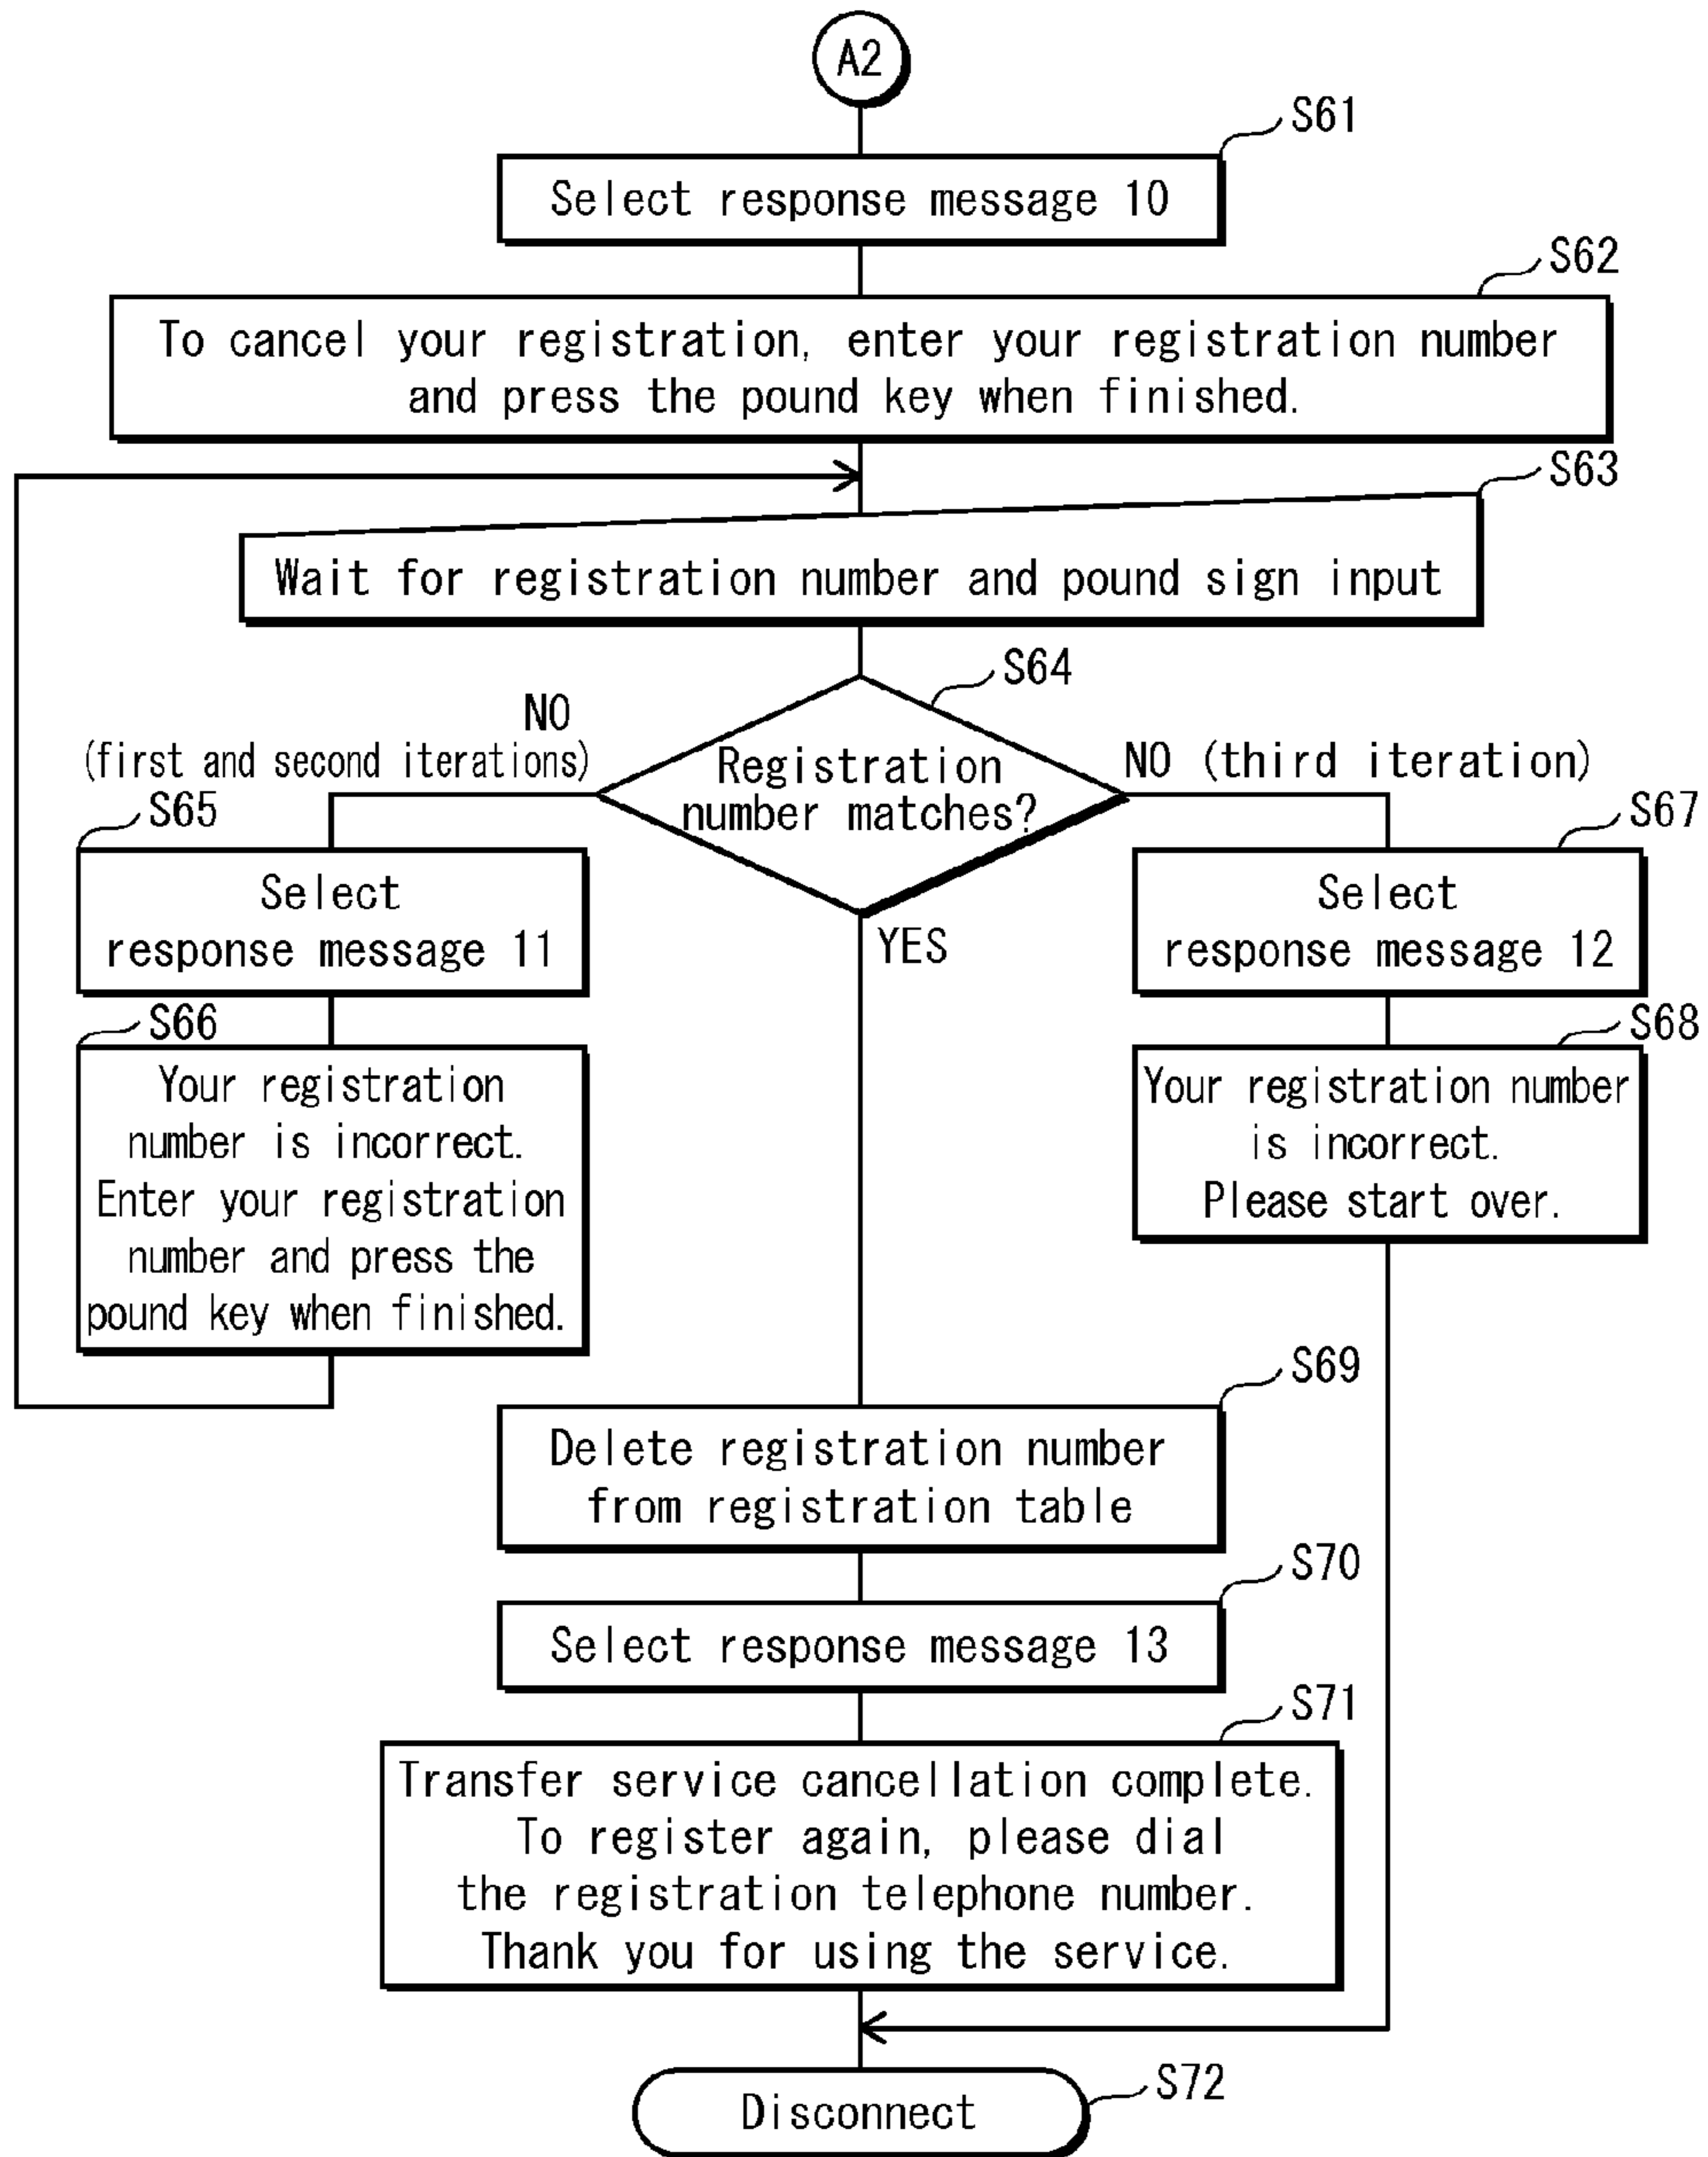 A2
S61
Select response message 10
S62
To cancel your registration, enter your registration number
and press the pound key when finished.
S63
Wait for registration number and pound sign input
S64
NO
(first and second iterations)
Registration
number matches?
NO (third iteration)
YES
S65
Select
response message 11
S66
Your registration
number is incorrect.
Enter your registration
number and press the
pound key when finished.
S67
Select
response message 12
S68
Your registration number
is incorrect.
Please start over.
S69
Delete registration number
from registration table
S70
Select response message 13
S71
Transfer service cancellation complete.
To register again, please dial
the registration telephone number.
Thank you for using the service.
S72
Disconnect